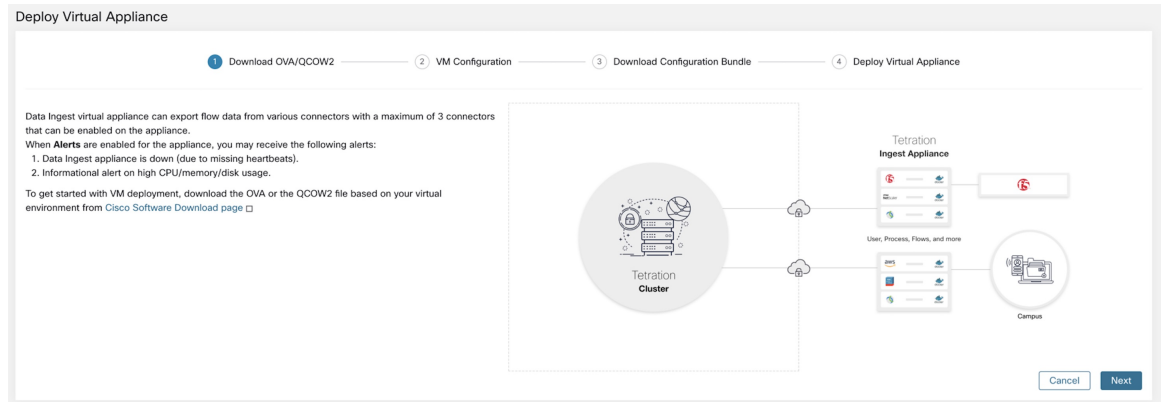 Deploy Virtual Appliance
1 Download OVA/QCOW2
2 VM Configuration
3 Download Configuration Bundle
4 Deploy Virtual Appliance
Data Ingest virtual appliance can export flow data from various connectors with a maximum of 3 connectors
that can be enabled on the appliance.
When Alerts are enabled for the appliance, you may receive the following alerts:
1. Data Ingest appliance is down (due to missing heartbeats).
2. Informational alert on high CPU/memory/disk usage.
To get started with VM deployment, download the OVA or the QCOW2 file based on your virtual
environment from Cisco Software Download page
Tetration
Cluster
Tetration
Ingest Appliance
User, Process, Flows, and more
aws
Campus
Cancel
Next